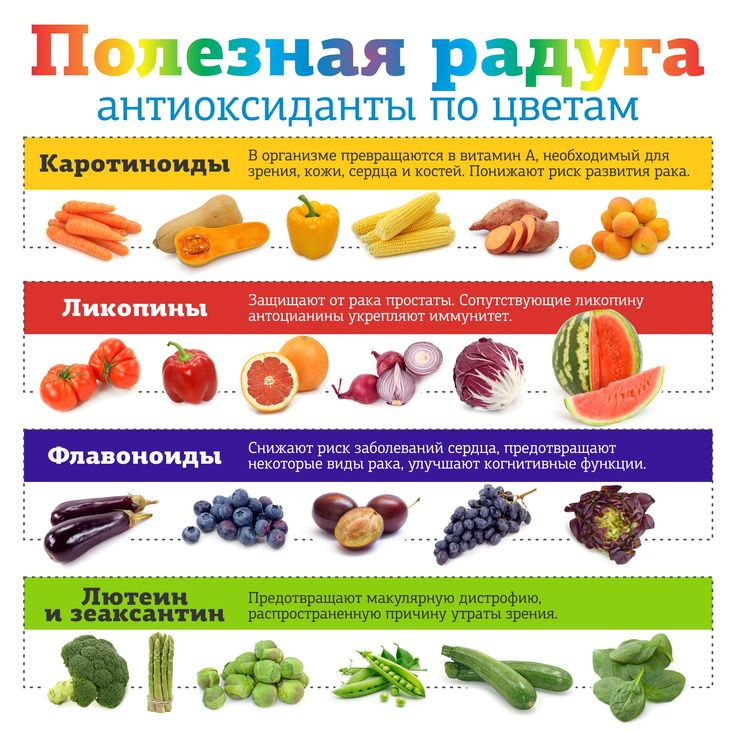 Полезная радуга
антиоксиданты по цветам
Каротиноиды
В организме превращаются в витамин А, необходимый для
зрения, кожи, сердца и костей. Понижают риск развития рака.
Ликопины
Защищают от рака простаты. Сопутствующие ликопину
антоцианины укрепляют иммунитет.
Флавоноиды
Снижают риск заболеваний сердца, предотвращают
некоторые виды рака, улучшают когнитивные функции.
Лютеин
и зеаксантин
Предотвращают макулярную дистрофию,
распространенную причину утраты зрения.